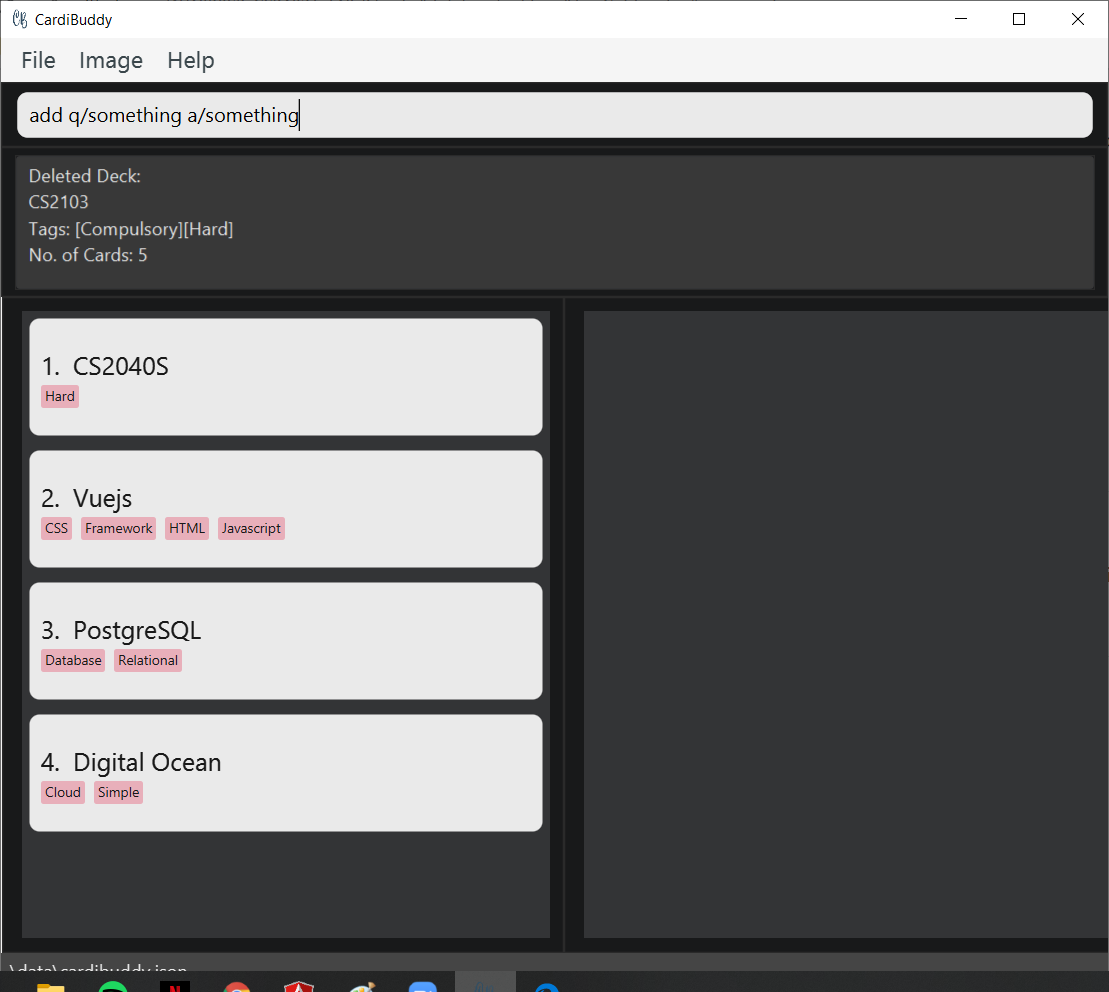 CardiBuddy
File Image Help
add q/something a/something
Deleted Deck:
CS2103
Tags: [Compulsory][Hard]
No. of Cards: 5
1. CS2040S
Hard
2. Vuejs
CSS Framework HTML Javascript
3. PostgreSQL
Database Relational
4. Digital Ocean
Cloud Simple
.\data\cardibuddy.json